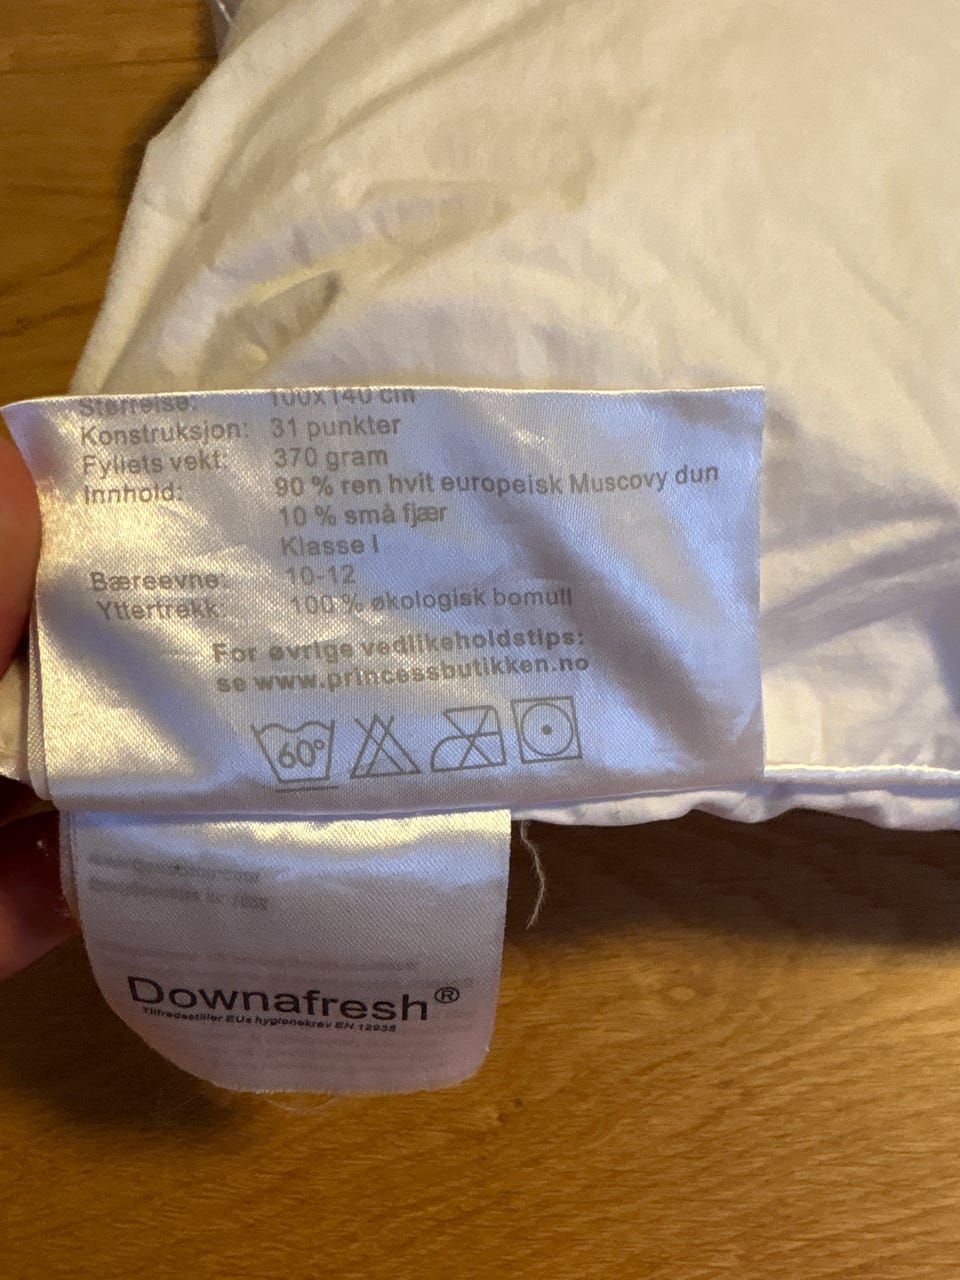 Størrelse: 100x140 cm
Konstruksjon: 31 punkter
Fyllets vekt: 370 gram
Innhold: 90 % ren hvit europeisk Muscovy dun
10 % små fjær
Klasse I
Bæreevne: 10-12
Yttertrekk: 100 % økologisk bomull
For øvrige vedlikeholdstips:
se www.princessbutikken.no
60°
Downafresh®
Tilfredsstiller EUs hygienekrav EN 12935